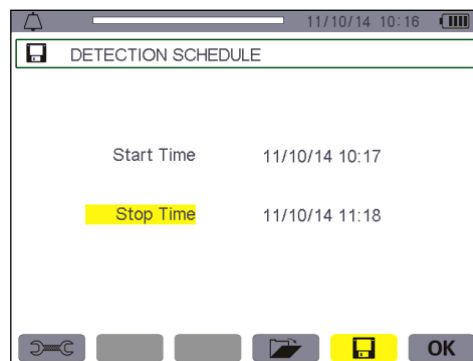 11/10/14 10:16
DETECTION SCHEDULE
Start Time 11/10/14 10:17
Stop Time 11/10/14 11:18
OK